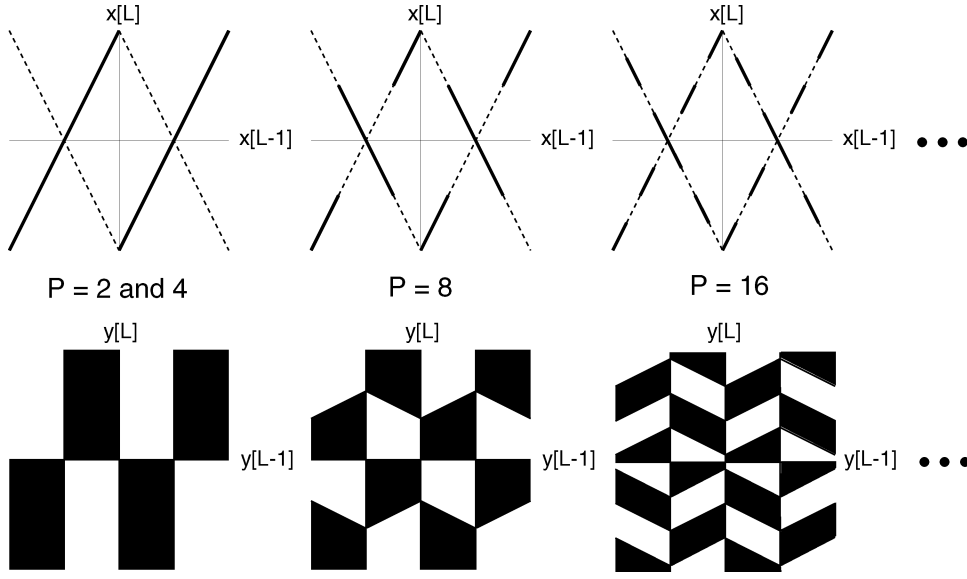 x[L] x[L] x[L]
x[L-1] x[L-1] x[L-1] •••
P = 2 and 4 P = 8 P = 16
y[L] y[L] y[L]
y[L-1] y[L-1] y[L-1] •••